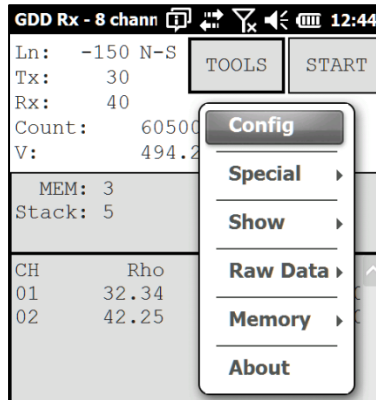 GDD Rx - 8 chann 12:44
Ln: -150 N-S
Tx: 30
Rx: 40
Count: 60500
V: 494.2
TOOLS
START
MEM: 3
Stack: 5
CH Rho
01 32.34
02 42.25
Config
Special
Show
Raw Data
Memory
About